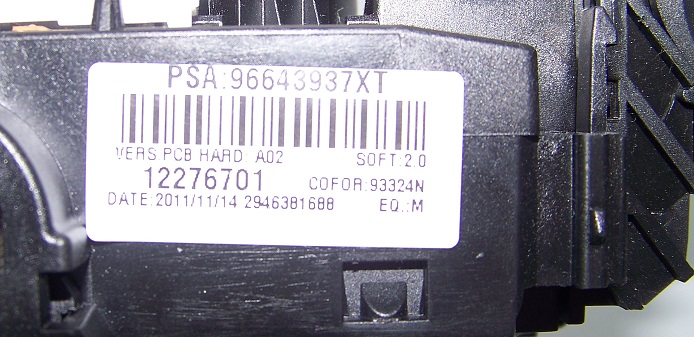 PSA:96643937XT
VERS.PCB HARD: A02 SOFT:2.0
12276701 COFOR:93324N
DATE:2011/11/14 2946381688 EQ.:M